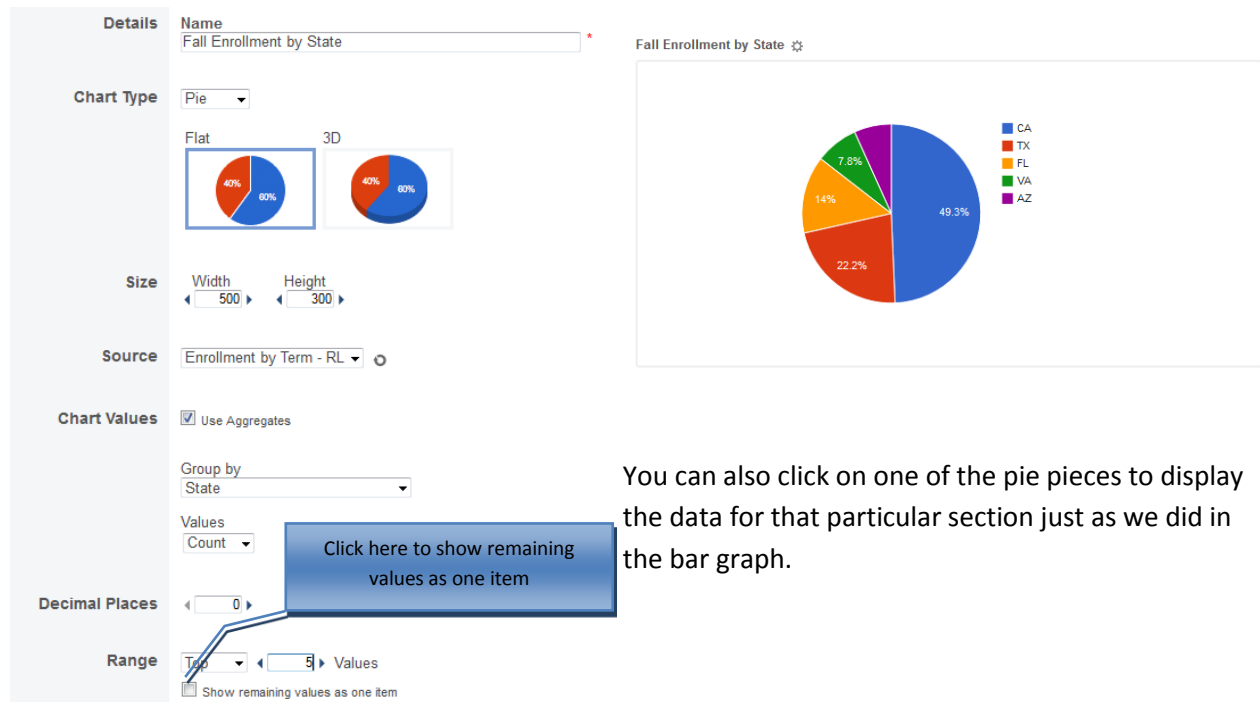 Details
Name
Fall Enrollment by State
*
Chart Type
Pie
Flat
3D
40%
60%
40%
60%
Size
Width
Height
500
300
Source
Enrollment by Term - RL
Chart Values
Use Aggregates
Group by
State
Values
Count
Click here to show remaining
values as one item
Decimal Places
0
Range
Top
5
Values
Show remaining values as one item
Fall Enrollment by State
7.8%
14%
22.2%
49.3%
CA
TX
FL
VA
AZ
You can also click on one of the pie pieces to display
the data for that particular section just as we did in
the bar graph.